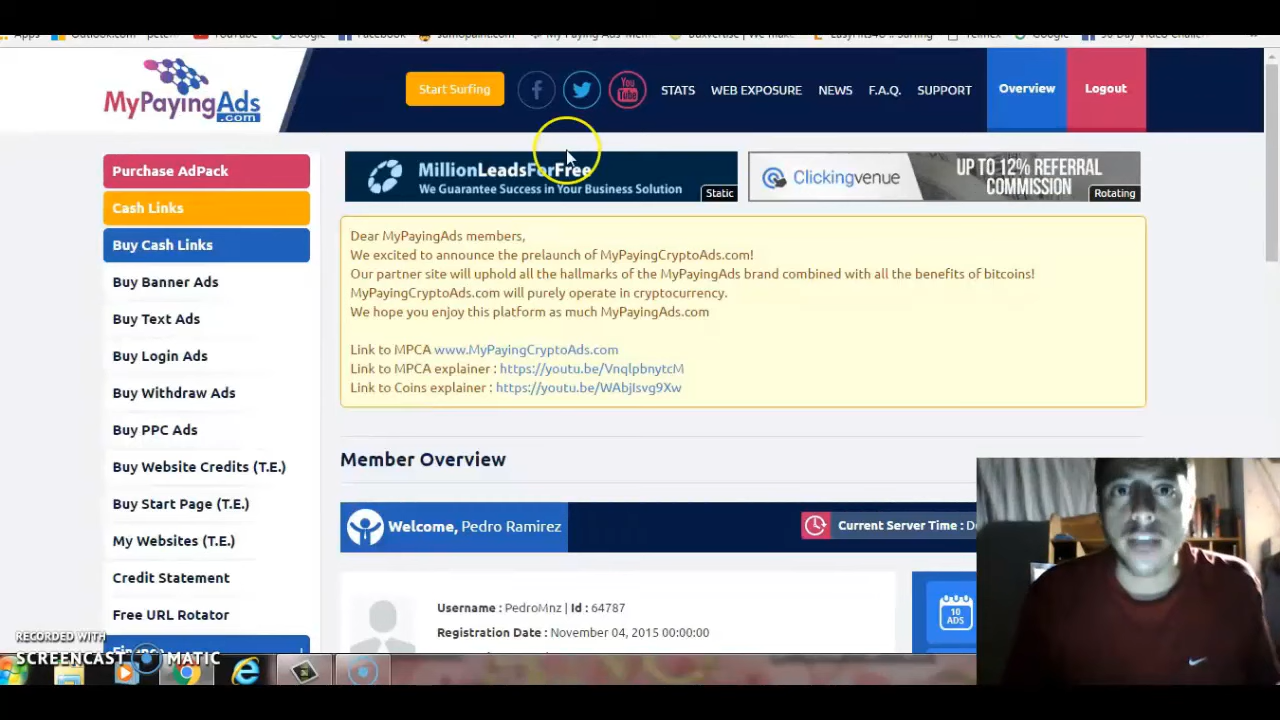 Apps
YouTube
Google
Facebook
Google
MyPayingAds
.com
Start Surfing
You
Tube
STATS
WEB EXPOSURE
NEWS
F.A.Q.
SUPPORT
Overview
Logout
Purchase AdPack
Cash Links
Buy Cash Links
Buy Banner Ads
Buy Text Ads
Buy Login Ads
Buy Withdraw Ads
Buy PPC Ads
Buy Website Credits (T.E.)
Buy Start Page (T.E.)
My Websites (T.E.)
Credit Statement
Free URL Rotator
MillionLeadsForFree
We Guarantee Success in Your Business Solution
Static
Clickingvenue
UP TO 12% REFERRAL
COMMISSION
Rotating
Dear MyPayingAds members,
We excited to announce the prelaunch of MyPayingCryptoAds.com!
Our partner site will uphold all the hallmarks of the MyPayingAds brand combined with all the benefits of bitcoins!
MyPayingCryptoAds.com will purely operate in cryptocurrency.
We hope you enjoy this platform as much MyPayingAds.com
Link to MPCA www.MyPayingCryptoAds.com
Link to MPCA explainer : https://youtu.be/VnqlpbnytcM
Link to Coins explainer : https://youtu.be/WAbjIsvg9Xw
Member Overview
Welcome, Pedro Ramirez
Current Server Time :
Username : PedroMnz | Id : 64787
Registration Date : November 04, 2015 00:00:00
10
ADS
RECORDED WITH
SCREENCAST MATIC